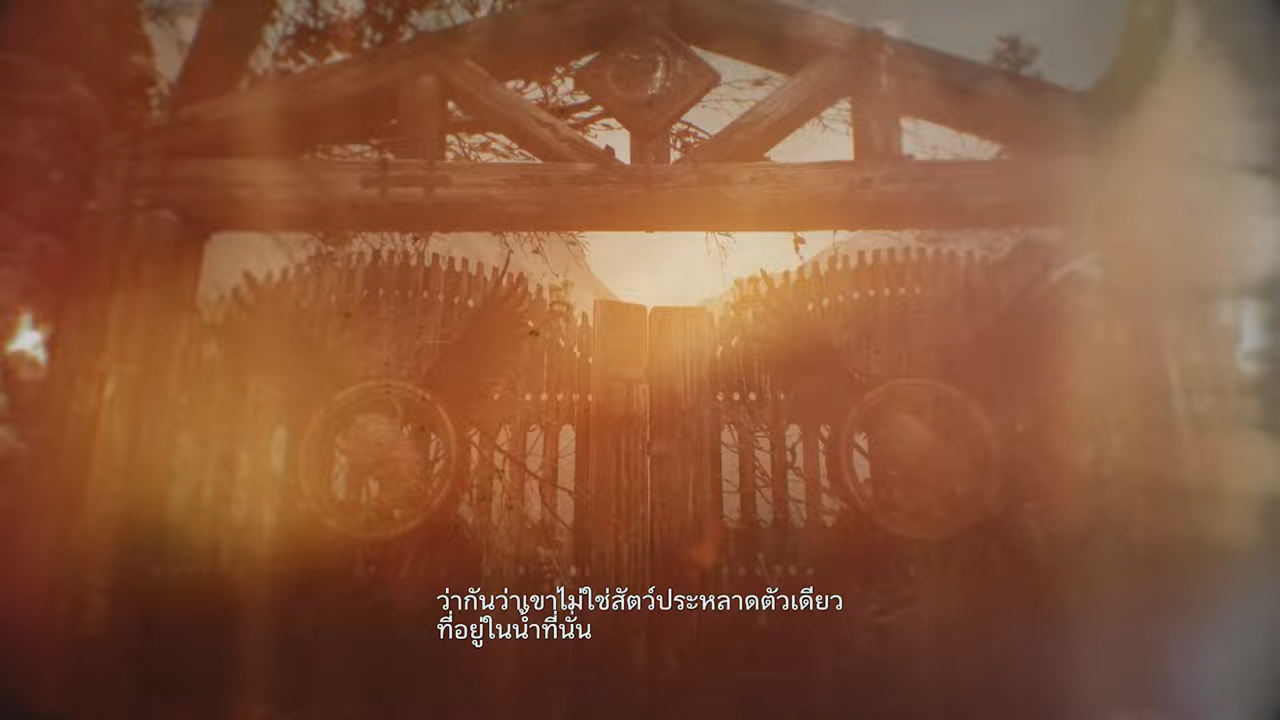 ว่ากันว่าเขาไม่ใช่สัตว์ประหลาดตัวเดียว
ที่อยู่ในน้ำที่นั่น